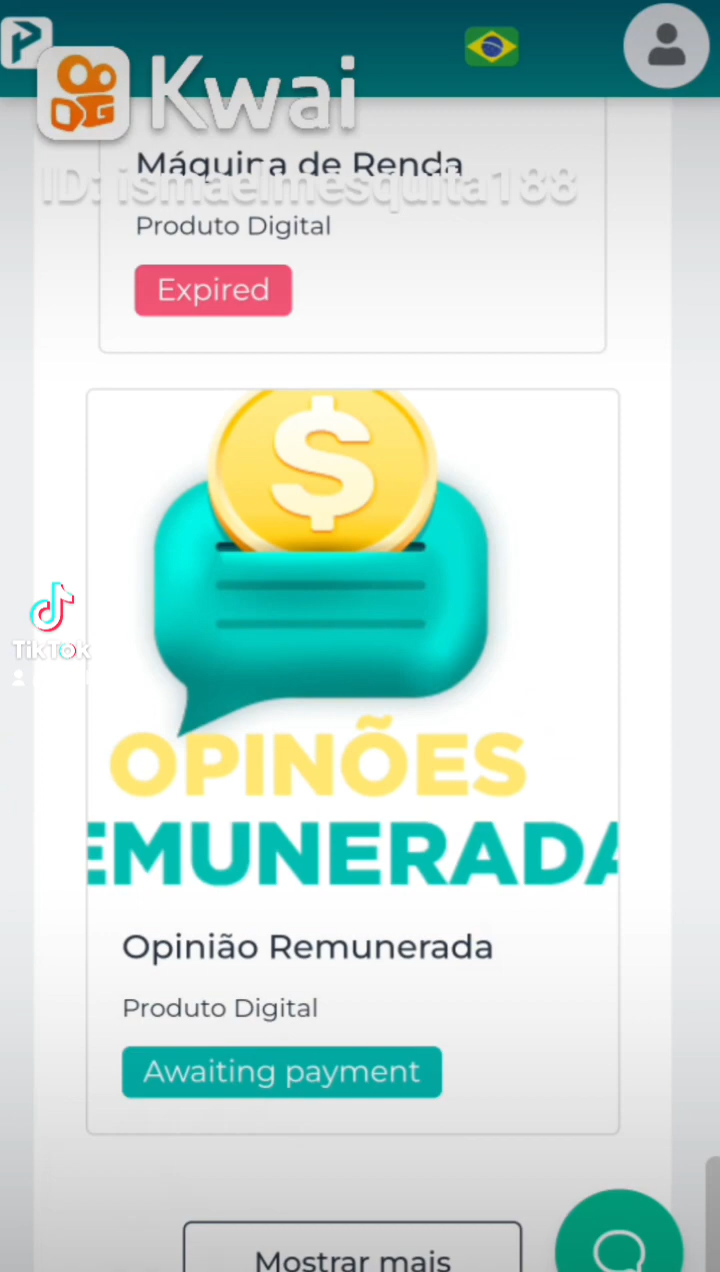 Kwai
Máquina de Renda
ID: ismaelmesquita188
Produto Digital
Expired
$
TikTok
OPINÕES
EMUNERADA
Opinião Remunerada
Produto Digital
Awaiting payment
Mostrar mais